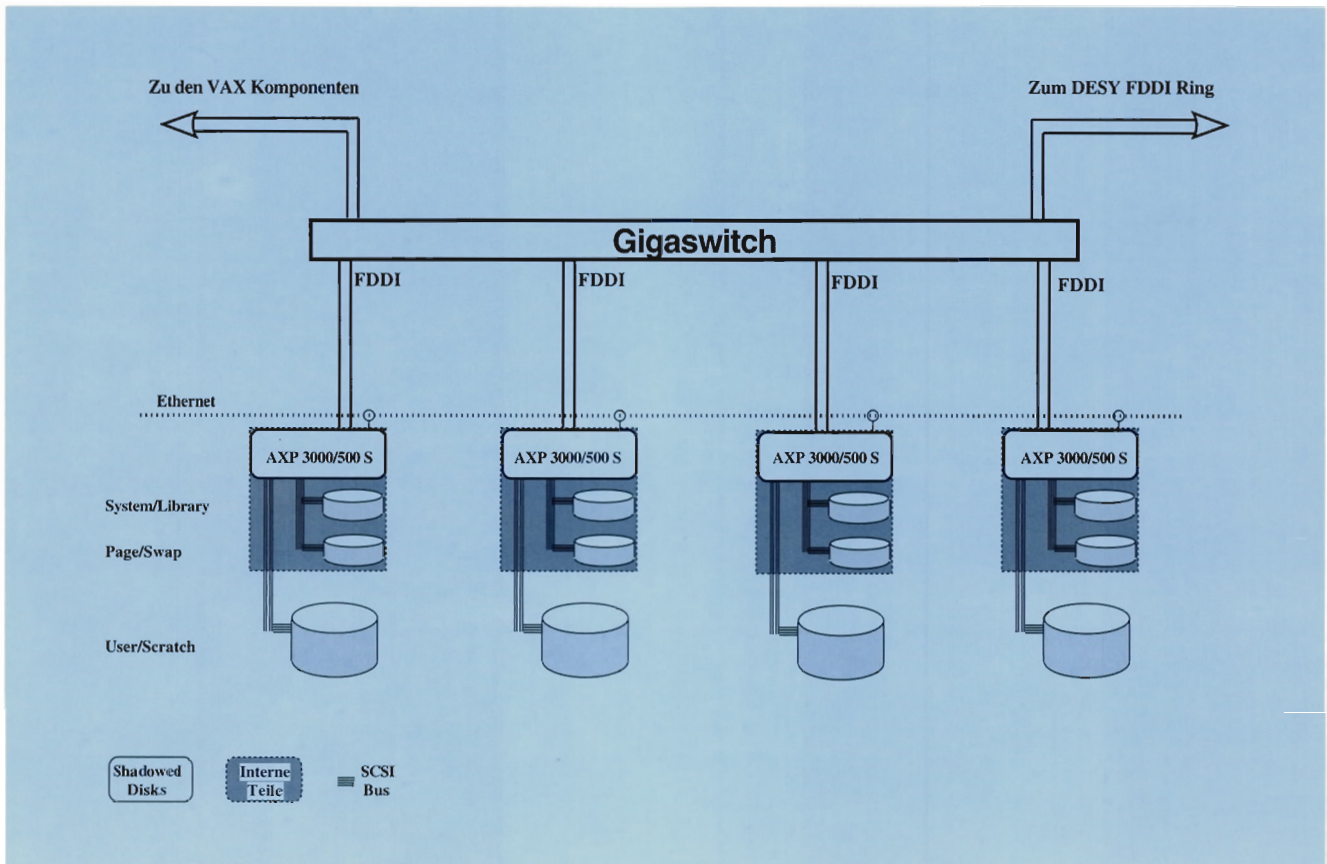 Zu den VAX Komponenten
Zum DESY FDDI Ring
Gigaswitch
FDDI
FDDI
FDDI
FDDI
Ethernet
AXP 3000/500 S
AXP 3000/500 S
AXP 3000/500 S
AXP 3000/500 S
System/Library
Page/Swap
User/Scratch
Shadowed
Disks
Interne
Teile
SCSI
Bus